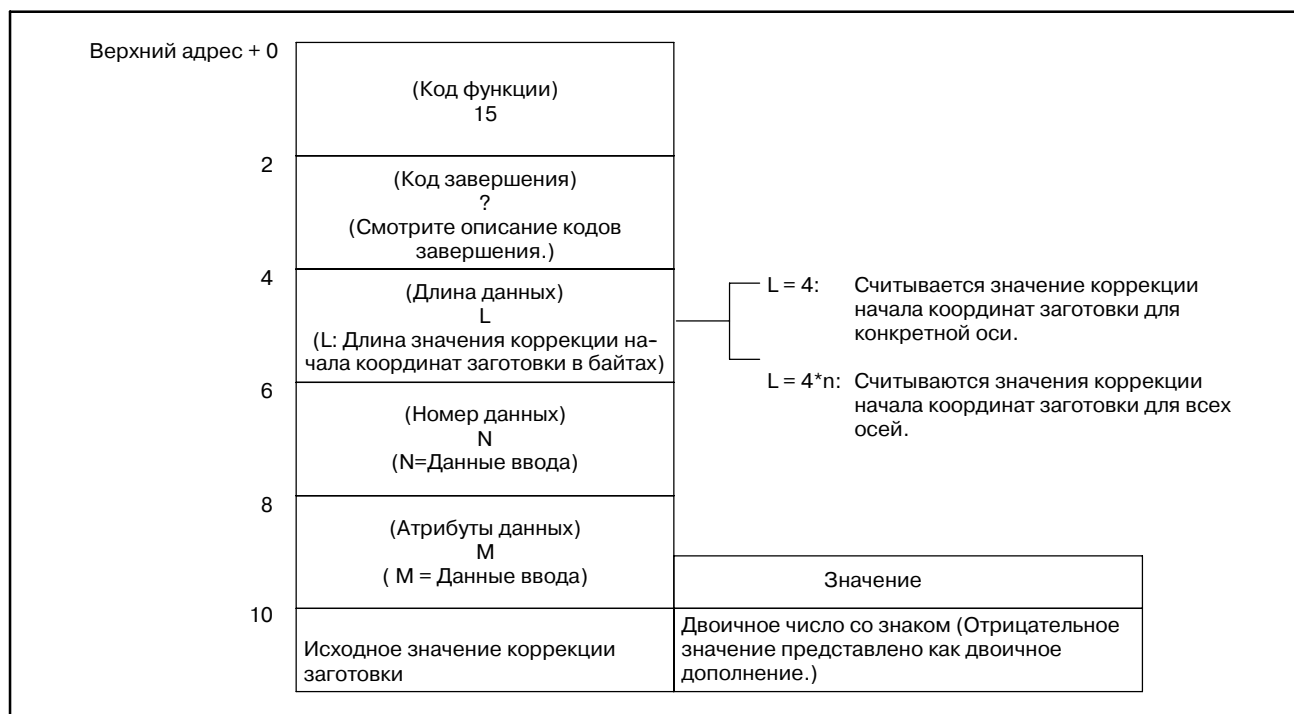 Верхний адрес + 0
(Код функции)
15
2
(Код завершения)
?
(Смотрите описание кодов
завершения.)
4
(Длина данных)
L
(L: Длина значения коррекции на-
чала координат заготовки в байтах)
L = 4: Считывается значение коррекции
начала координат заготовки для
конкретной оси.
L = 4*n: Считываются значения коррекции
начала координат заготовки для всех
осей.
6
(Номер данных)
N
(N=Данные ввода)
8
(Атрибуты данных)
M
( M = Данные ввода)
Значение
10
Исходное значение коррекции
заготовки
Двоичное число со знаком (Отрицательное
значение представлено как двоичное
дополнение.)